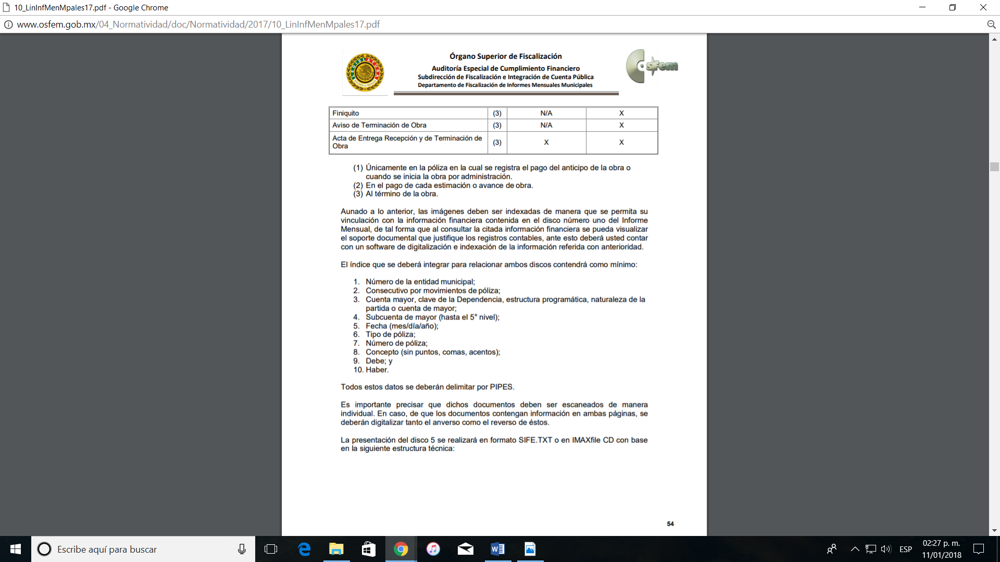 10_LinInfMenMpales17.pdf - Google Chrome
www.osfem.gob.mx/04_Normatividad/doc/Normatividad/2017/10_LinInfMenMpales17.pdf
Órgano Superior de Fiscalización
Auditoría Especial de Cumplimiento Financiero
Subdirección de Fiscalización e Integración de Cuenta Pública
Departamento de Fiscalización de Informes Mensuales Municipales
LEGISLATURA
sfem
Finiquito (3) N/A X
Aviso de Terminación de Obra (3) N/A X
Acta de Entrega Recepción y de Terminación de
Obra (3) X X
(1) Únicamente en la póliza en la cual se registra el pago del anticipo de la obra o
cuando se inicia la obra por administración.
(2) En el pago de cada estimación o avance de obra.
(3) Al término de la obra.
Aunado a lo anterior, las imágenes deben ser indexadas de manera que se permita su
vinculación con la información financiera contenida en el disco número uno del Informe
Mensual, de tal forma que al consultar la citada información financiera se pueda visualizar
el soporte documental que justifique los registros contables, ante esto deberá usted contar
con un software de digitalización e indexación de la información referida con anterioridad.
El índice que se deberá integrar para relacionar ambos discos contendrá como mínimo:
1. Número de la entidad municipal;
2. Consecutivo por movimientos de póliza;
3. Cuenta mayor, clave de la Dependencia, estructura programática, naturaleza de la
partida o cuenta de mayor;
4. Subcuenta de mayor (hasta el 5° nivel);
5. Fecha (mes/día/año);
6. Tipo de póliza;
7. Número de póliza;
8. Concepto (sin puntos, comas, acentos);
9. Debe; y
10. Haber.
Todos estos datos se deberán delimitar por PIPES.
Es importante precisar que dichos documentos deben ser escaneados de manera
individual. En caso, de que los documentos contengan información en ambas páginas, se
deberán digitalizar tanto el anverso como el reverso de éstos.
La presentación del disco 5 se realizará en formato SIFE.TXT o en IMAXfile CD con base
en la siguiente estructura técnica:
54
Escribe aquí para buscar
ESP
02:27 p. m.
11/01/2018